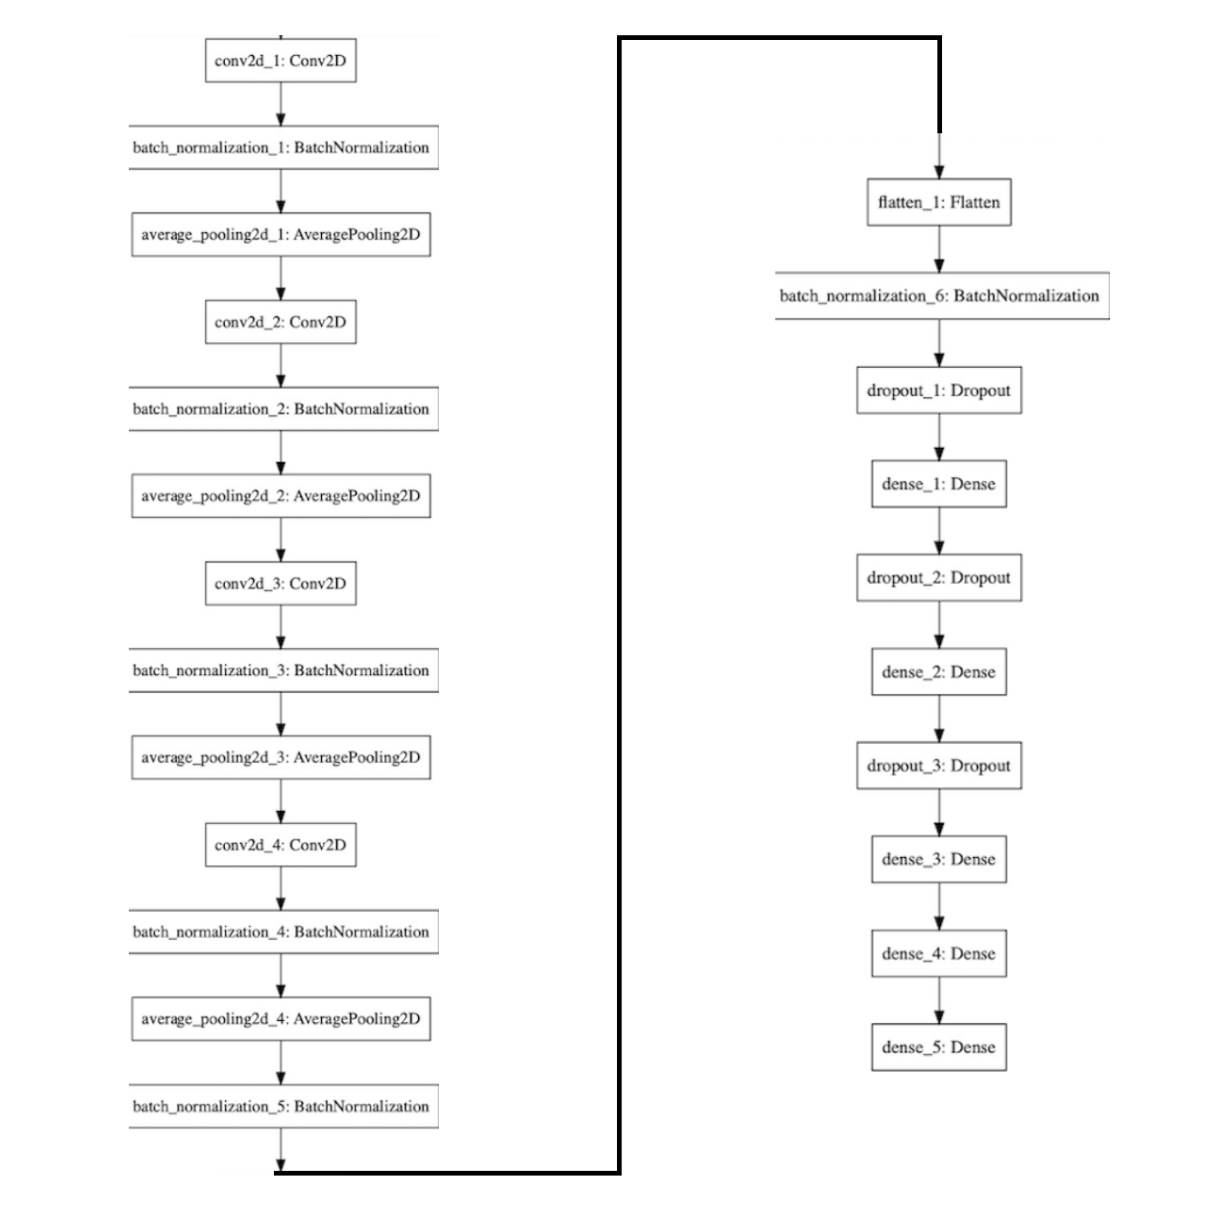 conv2d_1: Conv2D
batch_normalization_1: BatchNormalization
average_pooling2d_1: AveragePooling2D
conv2d_2: Conv2D
batch_normalization_2: BatchNormalization
average_pooling2d_2: AveragePooling2D
conv2d_3: Conv2D
batch_normalization_3: BatchNormalization
average_pooling2d_3: AveragePooling2D
conv2d_4: Conv2D
batch_normalization_4: BatchNormalization
average_pooling2d_4: AveragePooling2D
batch_normalization_5: BatchNormalization
flatten_1: Flatten
batch_normalization_6: BatchNormalization
dropout_1: Dropout
dense_1: Dense
dropout_2: Dropout
dense_2: Dense
dropout_3: Dropout
dense_3: Dense
dense_4: Dense
dense_5: Dense